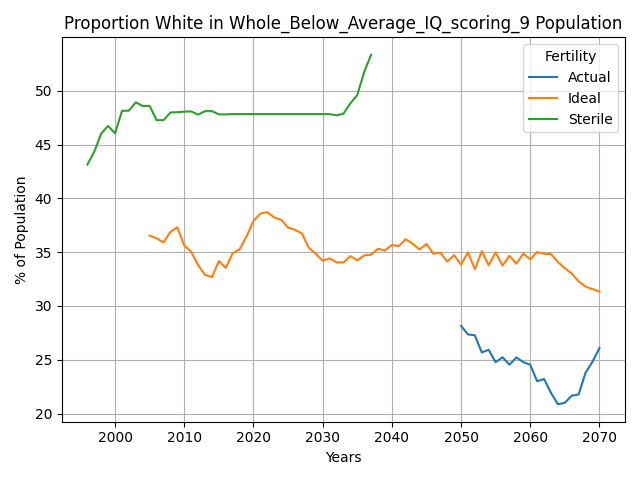 Proportion White in Whole_Below_Average_IQ_scoring_9 Population
Fertility
Actual
Ideal
Sterile
% of Population
50
45
40
35
30
25
20
2000 2010 2020 2030 2040 2050 2060 2070
Years